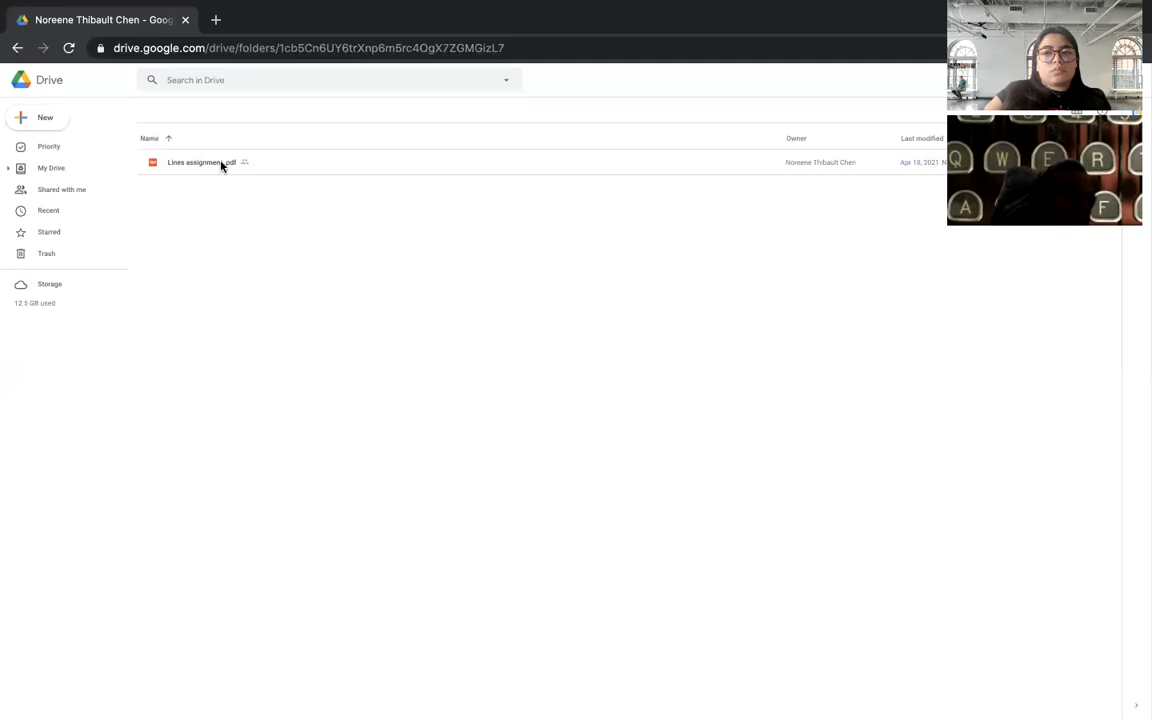 Noreene Thibault Chen - Goog
drive.google.com/drive/folders/1cb5Cn6UY6trXnp6m5rc4OgX7ZGMGizL7
Drive
Search in Drive
New
Priority
My Drive
Shared with me
Recent
Starred
Trash
Storage
12.5 GB used
Name Owner Last modified
Lines assignment.pdf Noreene Thibault Chen Apr 18, 2021 N
Q W E R
A F